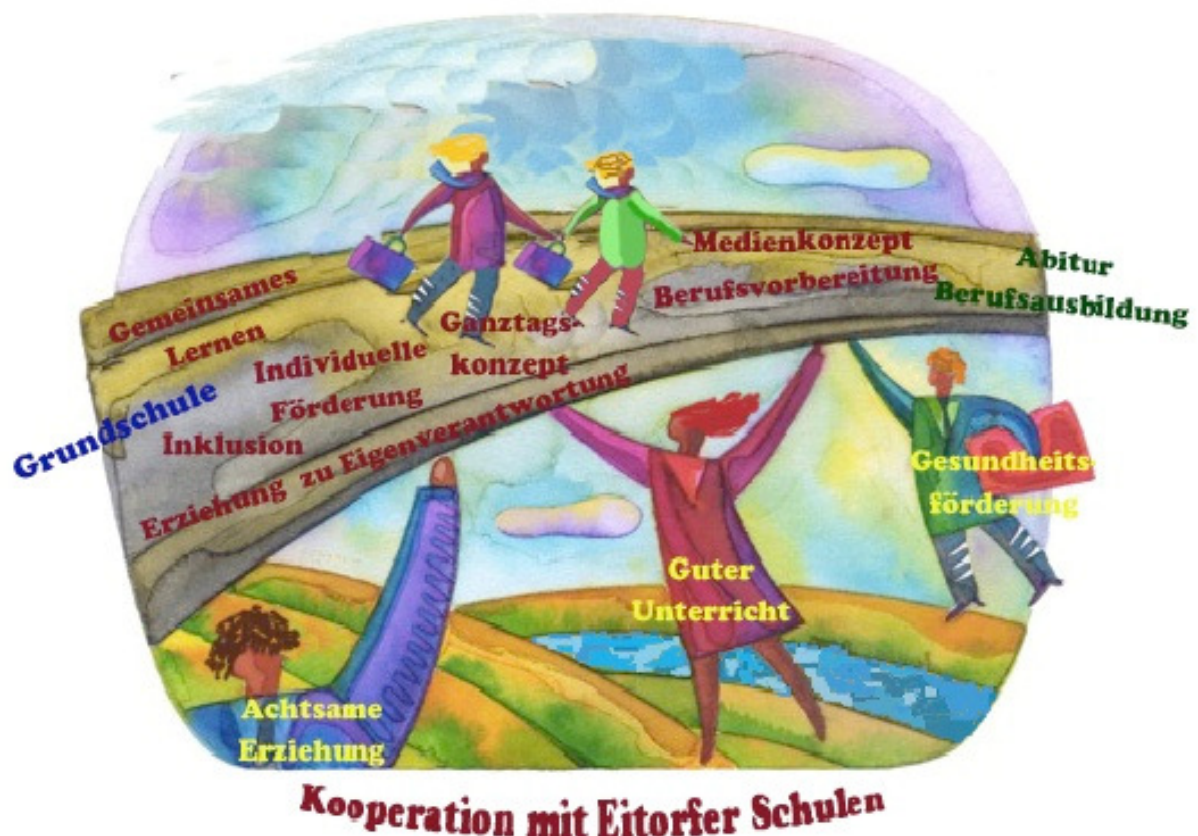 Gemeinsames
Lernen
Individuelle
Förderung
Ganztags-
konzept
Medienkonzept
Berufsvorbereitung
Abitur
Berufsausbildung
Grundschule
Inklusion
Erziehung zu Eigenverantwortung
Gesundheits-
förderung
Guter
Unterricht
Achtsame
Erziehung
Kooperation mit Eitorfer Schulen